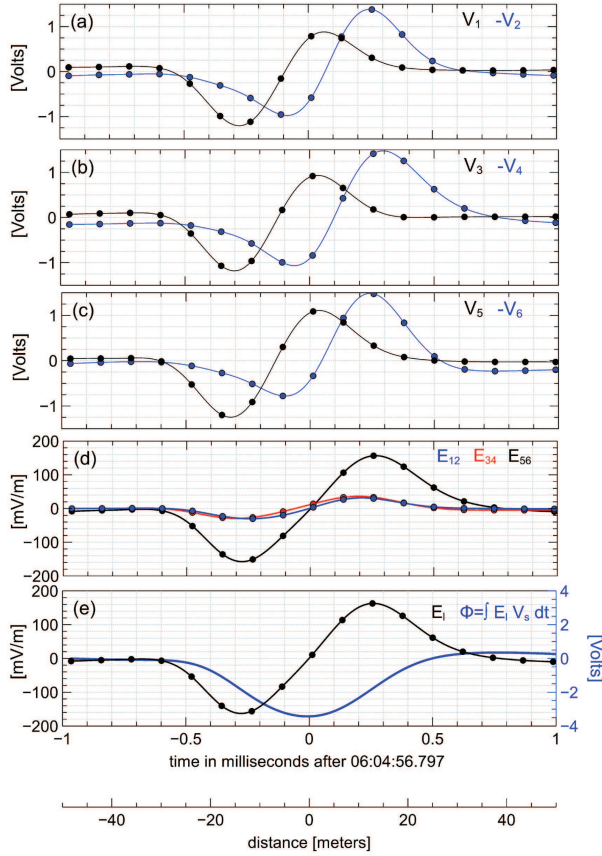 (a) V₁ -V₂
[Volts]
1
0
−1
(b) V₃ -V₄
[Volts]
1
0
−1
(c) V₅ -V₆
[Volts]
1
0
−1
(d) E₁₂ E₃₄ E₅₆
[mV/m]
200
100
0
−100
−200
(e) E_l Φ=∫ E_l V_s dt
[mV/m]
200
100
0
−100
−200
4
2
0
−2
−4
[Volts]
−1 −0.5 0 0.5 1
time in milliseconds after 06:04:56.797
−40 −20 0 20 40
distance [meters]